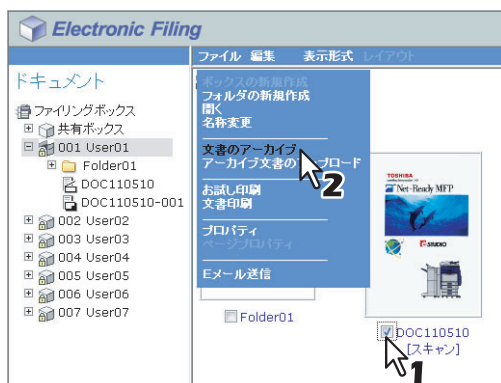 Electronic Filing
ファイル 編集 表示形式 レイアウト
ドキュメント
ファイリングボックス
共有ボックス
001 User01
Folder01
DOC110510
DOC110510-001
002 User02
003 User03
004 User04
005 User05
006 User06
007 User07
ボックスの新規作成
フォルダの新規作成
開く
名称変更
文書のアーカイブ
アーカイブ文書の プロード
お試し印刷
文書印刷
プロパティ
ページプロパティ
Eメール送信
2
TOSHIBA
Net-Ready MFP
STUDIO
Folder01
DOC110510
[スキャン]
1